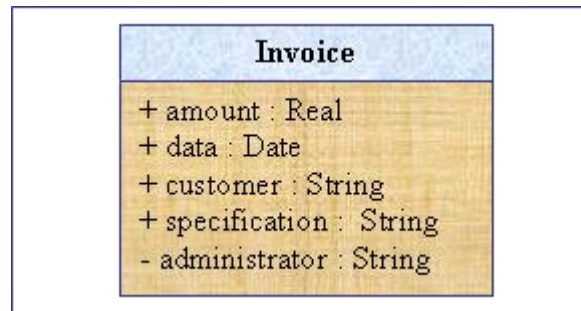 Invoice
+ amount : Real
+ data : Date
+ customer : String
+ specification : String
- administrator : String